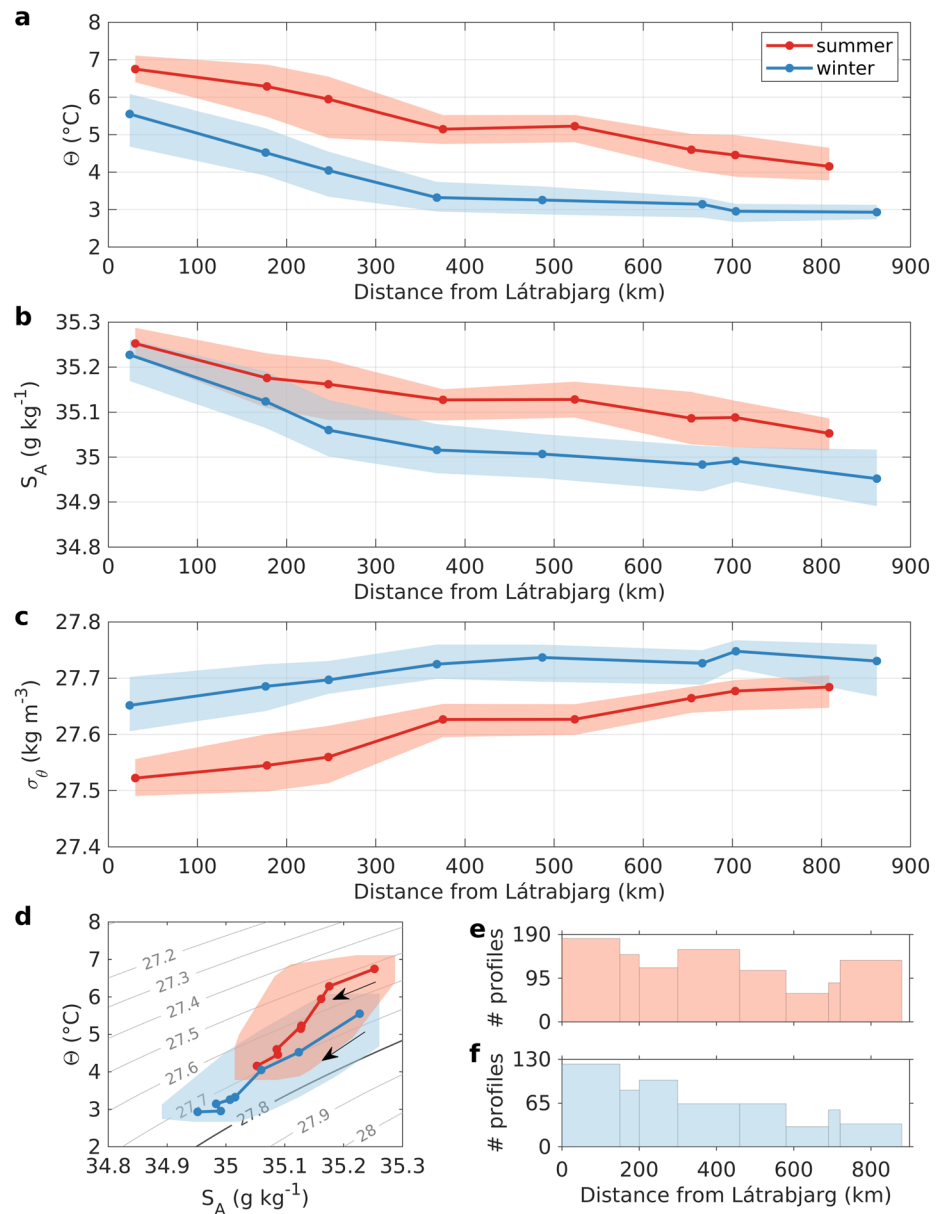 a
8
7
6
5
4
3
2
Θ (°C)
summer
winter
0 100 200 300 400 500 600 700 800 900
Distance from Látrabjarg (km)
b
35.3
35.2
35.1
35
34.9
34.8
S_A (g kg⁻¹)
0 100 200 300 400 500 600 700 800 900
Distance from Látrabjarg (km)
c
27.8
27.7
27.6
27.5
27.4
σ_θ (kg m⁻³)
0 100 200 300 400 500 600 700 800 900
Distance from Látrabjarg (km)
d
8
7
6
5
4
3
2
Θ (°C)
27.2
27.3
27.4
27.5
27.6
27.7
27.8
27.9
28
34.8 34.9 35 35.1 35.2 35.3
S_A (g kg⁻¹)
e
190
95
0
# profiles
f
130
65
0
# profiles
0 200 400 600 800
Distance from Látrabjarg (km)